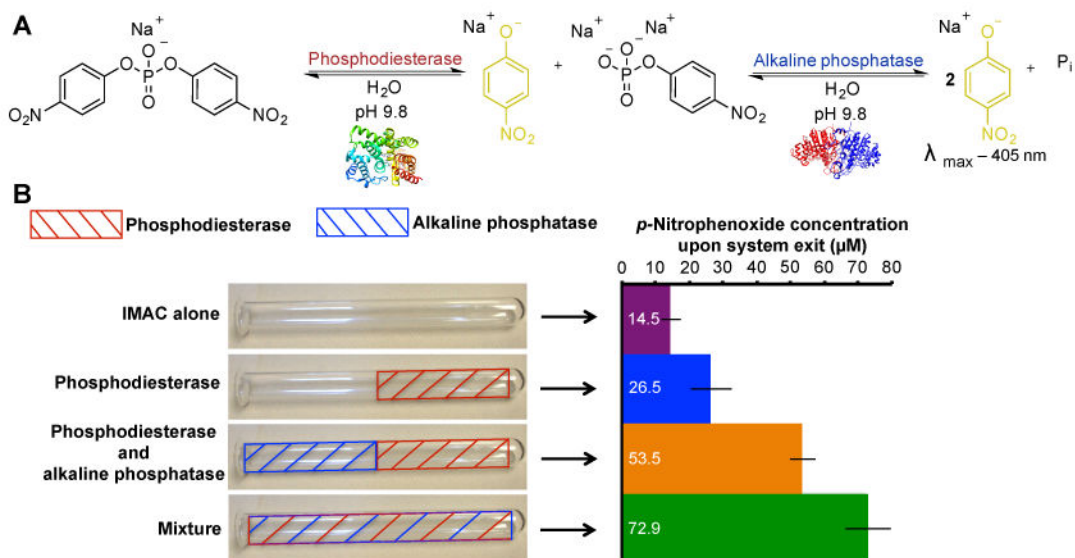 A
Na+
O-
O
P
O
O
O2N
NO2
Phosphodiesterase
H2O
pH 9.8
Na+
O-
NO2
+
Na+
Na+
O-
-O
P
O
O
NO2
Alkaline phosphatase
H2O
pH 9.8
Na+
O-
2
NO2
+
Pi
λ max – 405 nm
B
Phosphodiesterase
Alkaline phosphatase
p-Nitrophenoxide concentration
upon system exit (µM)
0 10 20 30 40 50 60 70 80
IMAC alone
14.5
Phosphodiesterase
26.5
Phosphodiesterase
and
alkaline phosphatase
53.5
Mixture
72.9